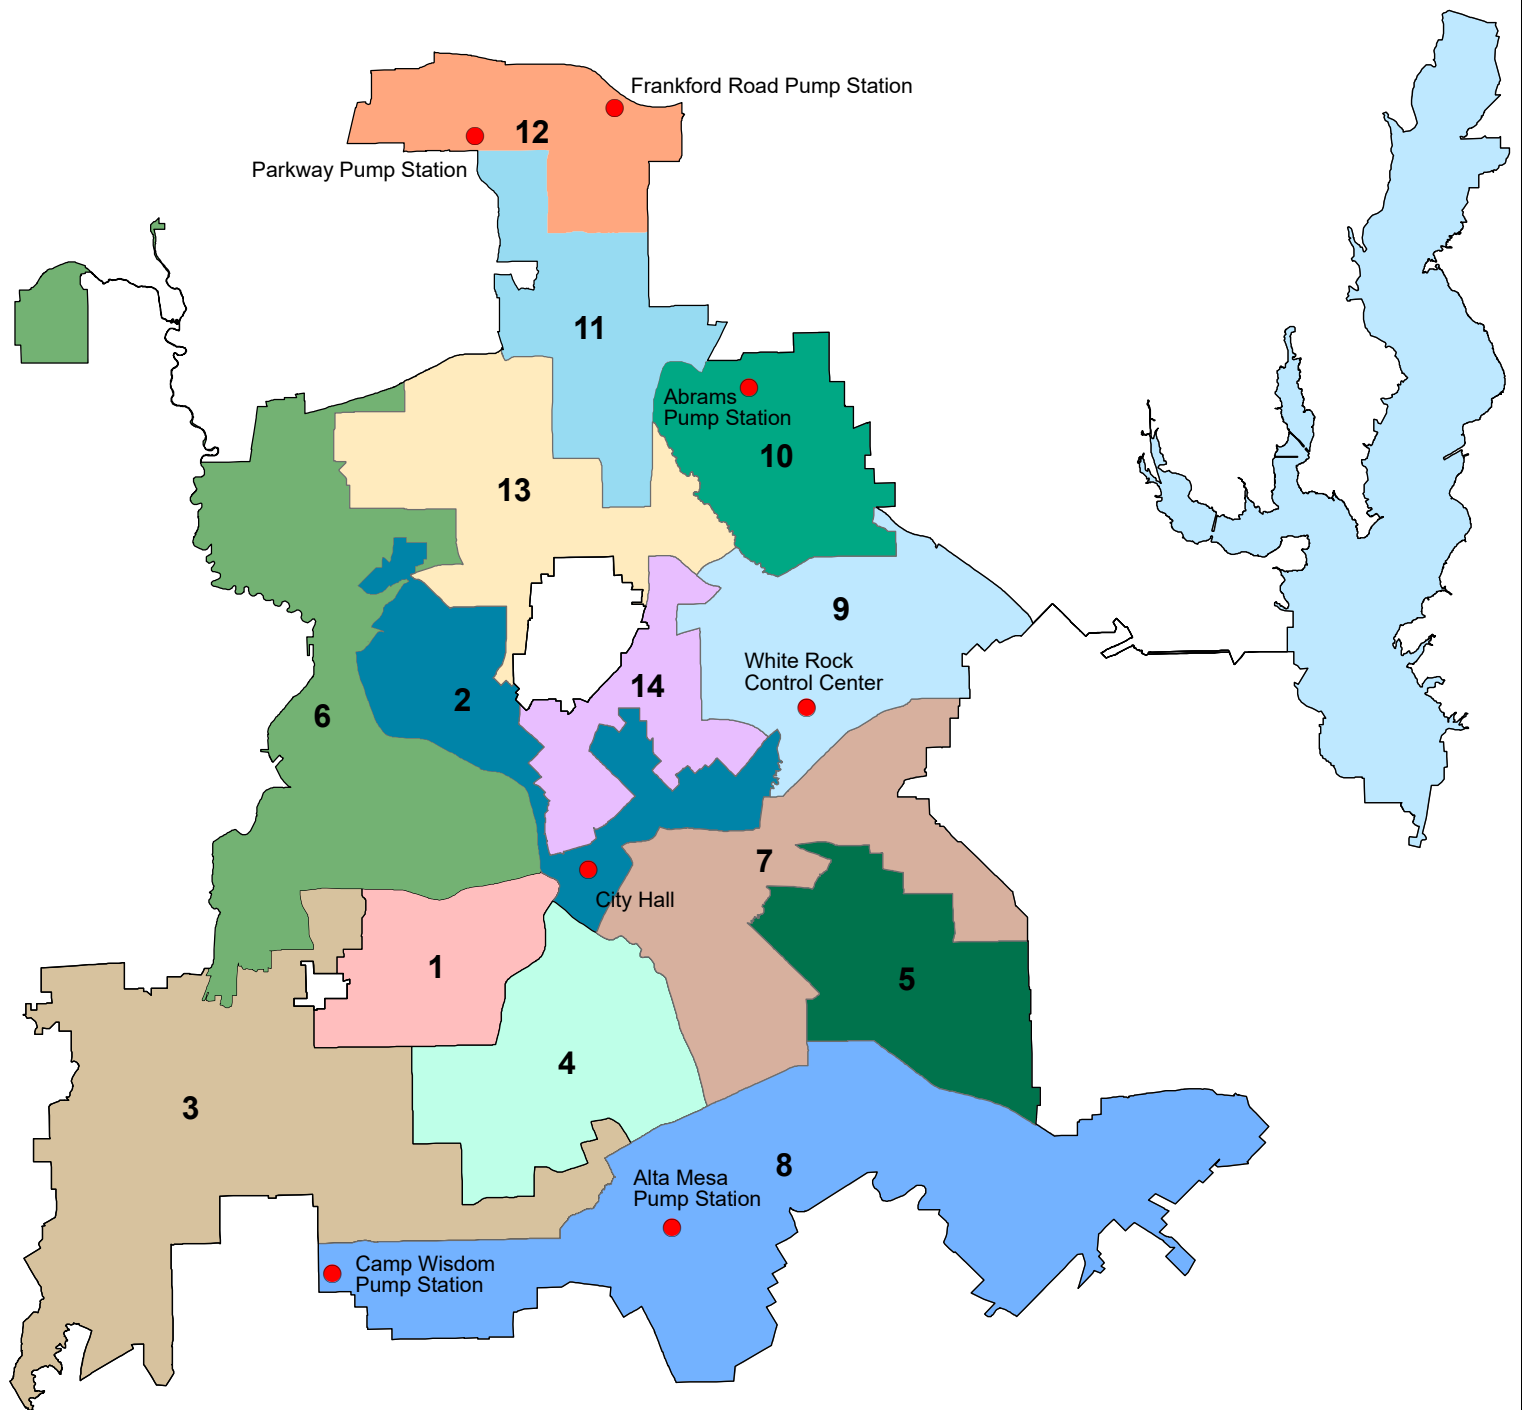 Frankford Road Pump Station
12
Parkway Pump Station
11
Abrams
Pump Station
10
13
9
White Rock
Control Center
14
2
6
7
City Hall
1
5
4
3
8
Alta Mesa
Pump Station
Camp Wisdom
Pump Station